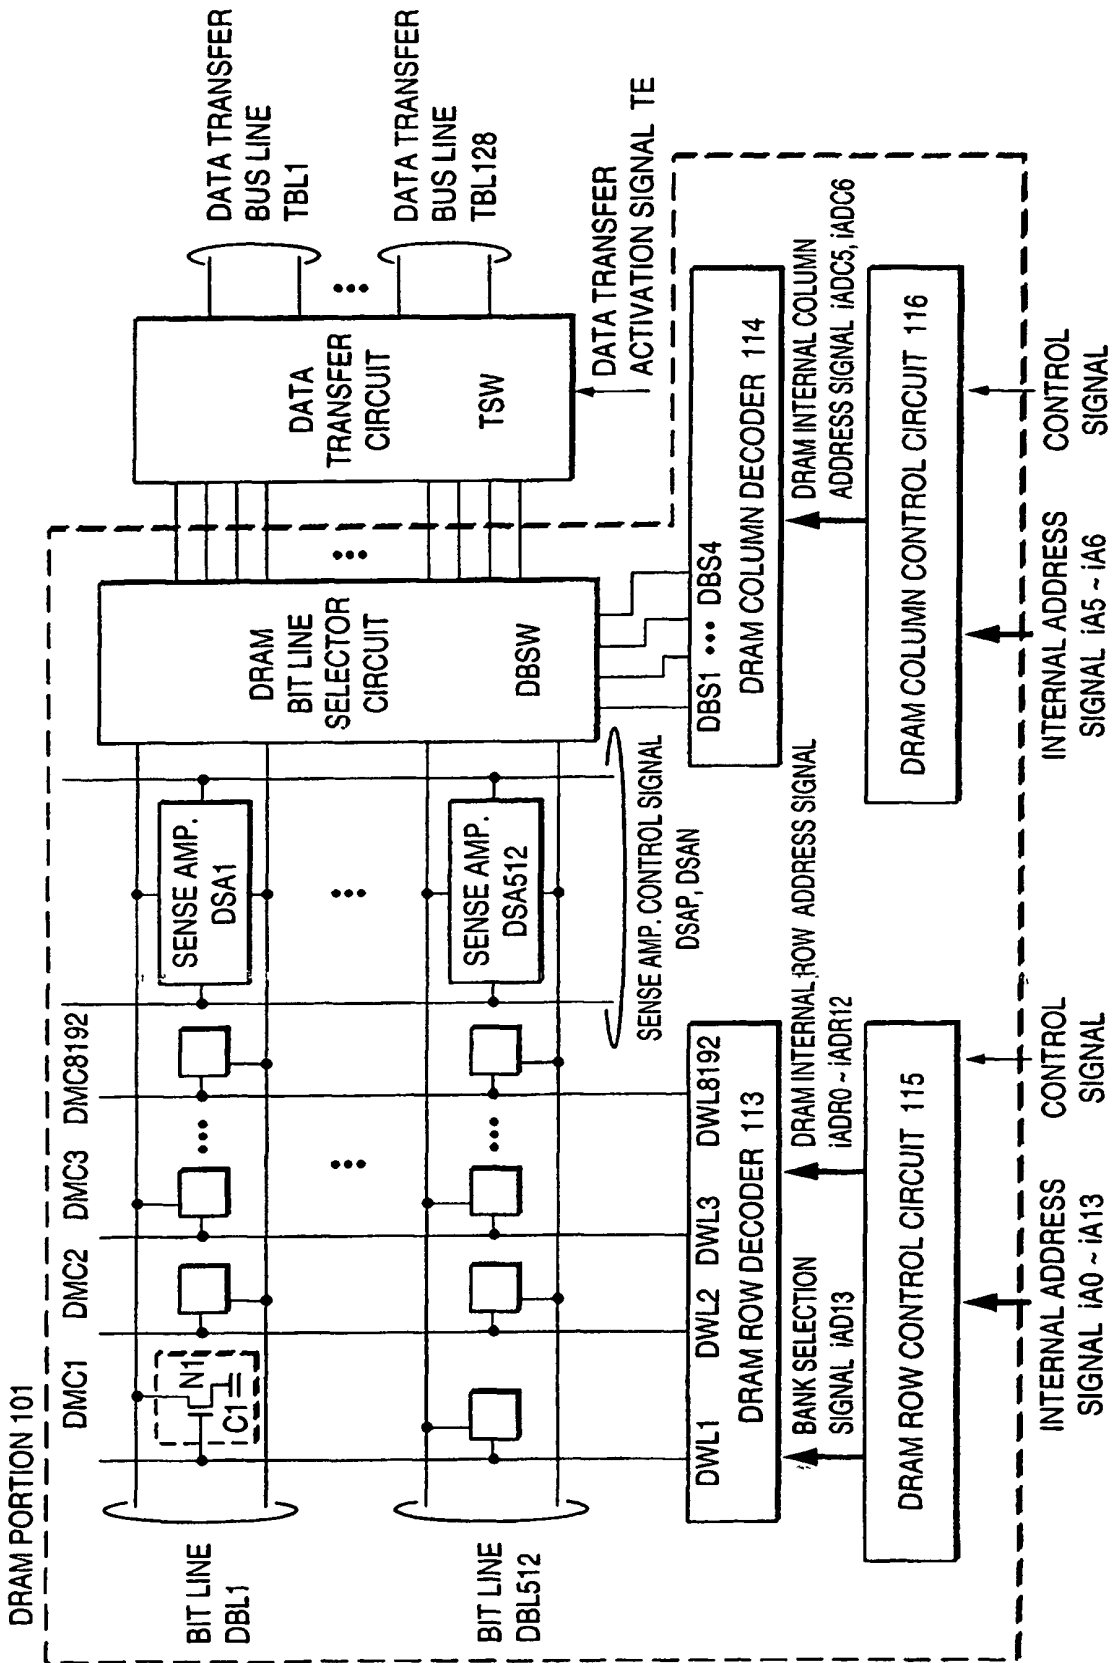 DRAM PORTION 101
DMC1
DMC2
DMC3
DMC8192
N1
C1
BIT LINE
DBL1
BIT LINE
DBL512
SENSE AMP.
DSA1
SENSE AMP.
DSA512
SENSE AMP. CONTROL SIGNAL
DSAP, DSAN
DRAM
BIT LINE
SELECTOR
CIRCUIT
DBSW
DATA
TRANSFER
CIRCUIT
TSW
DATA TRANSFER
BUS LINE
TBL1
DATA TRANSFER
BUS LINE
TBL128
DATA TRANSFER
ACTIVATION SIGNAL TE
DWL1
DWL2
DWL3
DWL8192
DRAM ROW DECODER 113
DBS1 ••• DBS4
DRAM COLUMN DECODER 114
BANK SELECTION
SIGNAL iAD13
DRAM INTERNAL ROW ADDRESS SIGNAL
iADR0 ~ iADR12
DRAM INTERNAL COLUMN
ADDRESS SIGNAL iADC5, iADC6
DRAM ROW CONTROL CIRCUIT 115
DRAM COLUMN CONTROL CIRCUIT 116
INTERNAL ADDRESS
SIGNAL iA0 ~ iA13
CONTROL
SIGNAL
INTERNAL ADDRESS
SIGNAL iA5 ~ iA6
CONTROL
SIGNAL